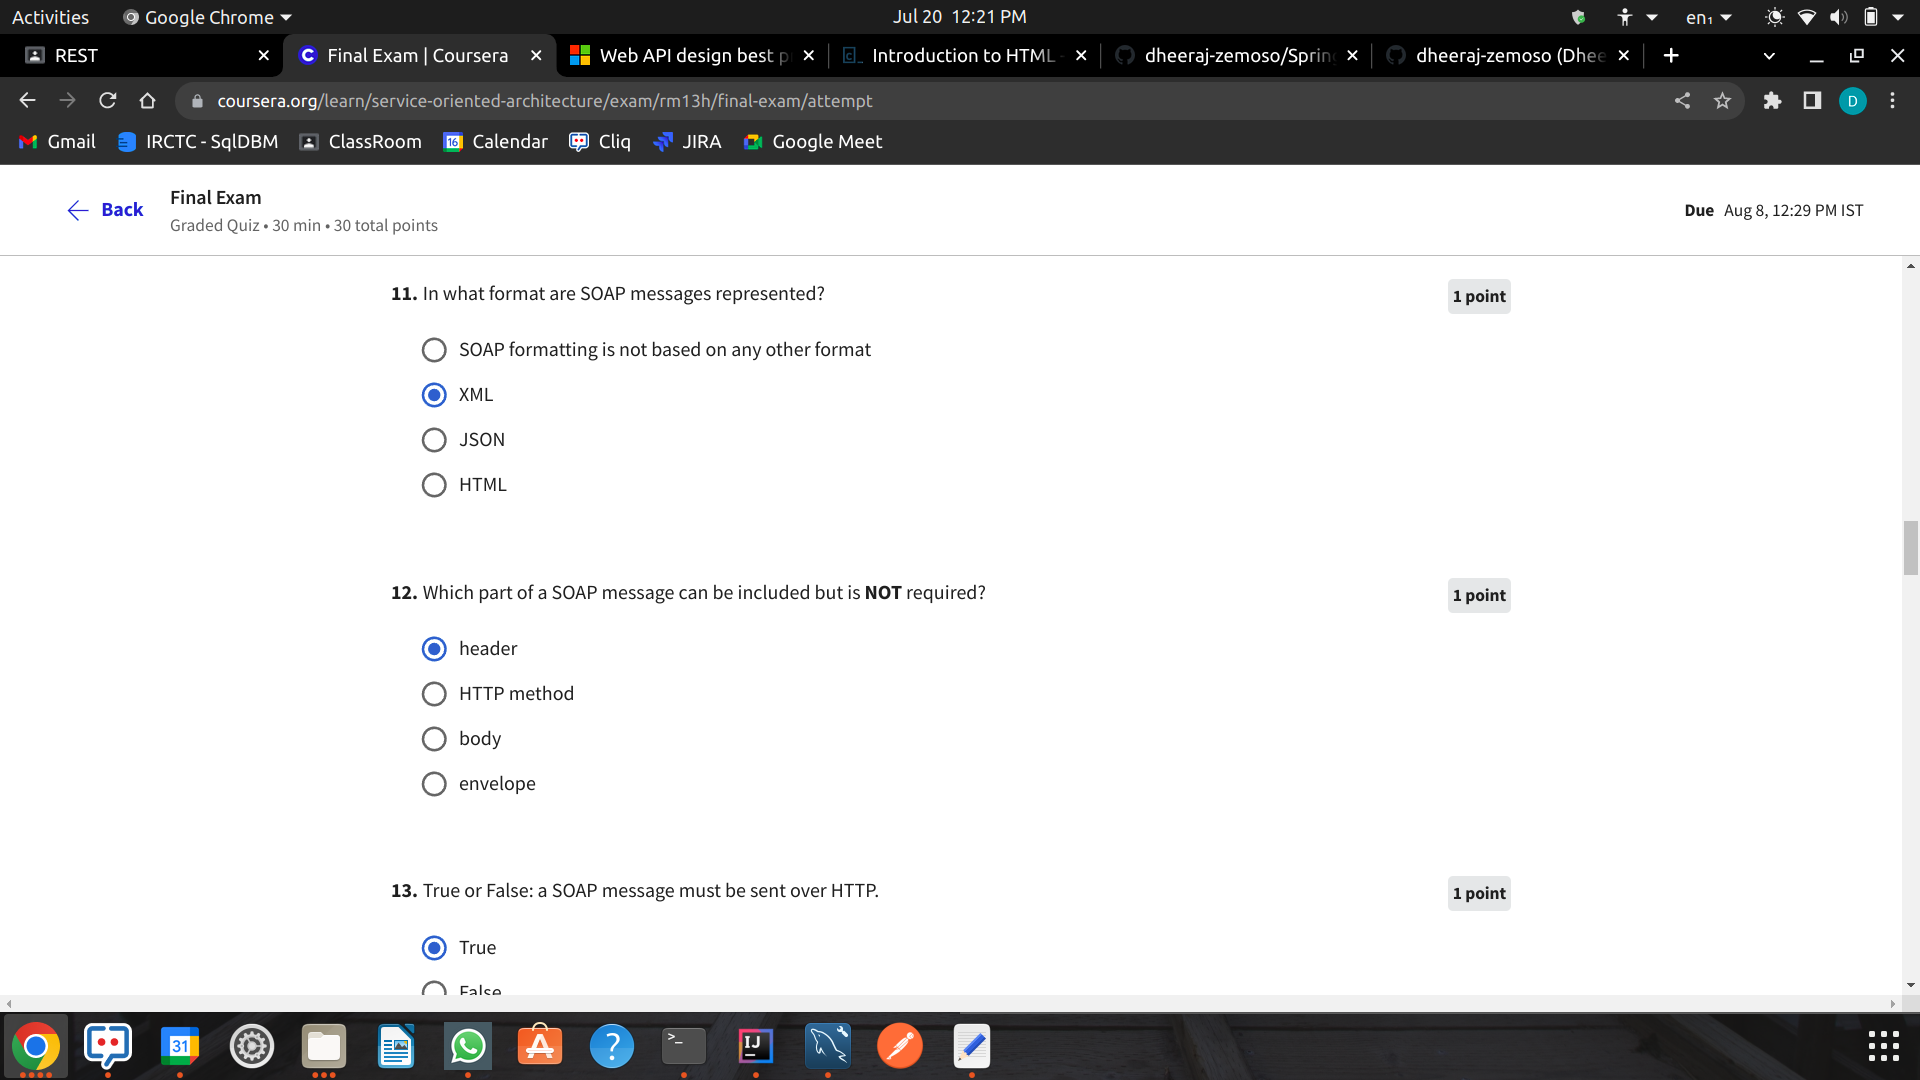 Activities
Google Chrome
Jul 20 12:21 PM
en₁
REST
Final Exam | Coursera
Web API design best p
Introduction to HTML
dheeraj-zemoso/Spring
dheeraj-zemoso (Dhee
coursera.org/learn/service-oriented-architecture/exam/rm13h/final-exam/attempt
D
Gmail
IRCTC - SqlDBM
ClassRoom
16
Calendar
Cliq
JIRA
Google Meet
Back
Final Exam
Graded Quiz • 30 min • 30 total points
Due Aug 8, 12:29 PM IST
11. In what format are SOAP messages represented?
1 point
SOAP formatting is not based on any other format
XML
JSON
HTML
12. Which part of a SOAP message can be included but is NOT required?
1 point
header
HTTP method
body
envelope
13. True or False: a SOAP message must be sent over HTTP.
1 point
True
False
31
?
>_
IJ